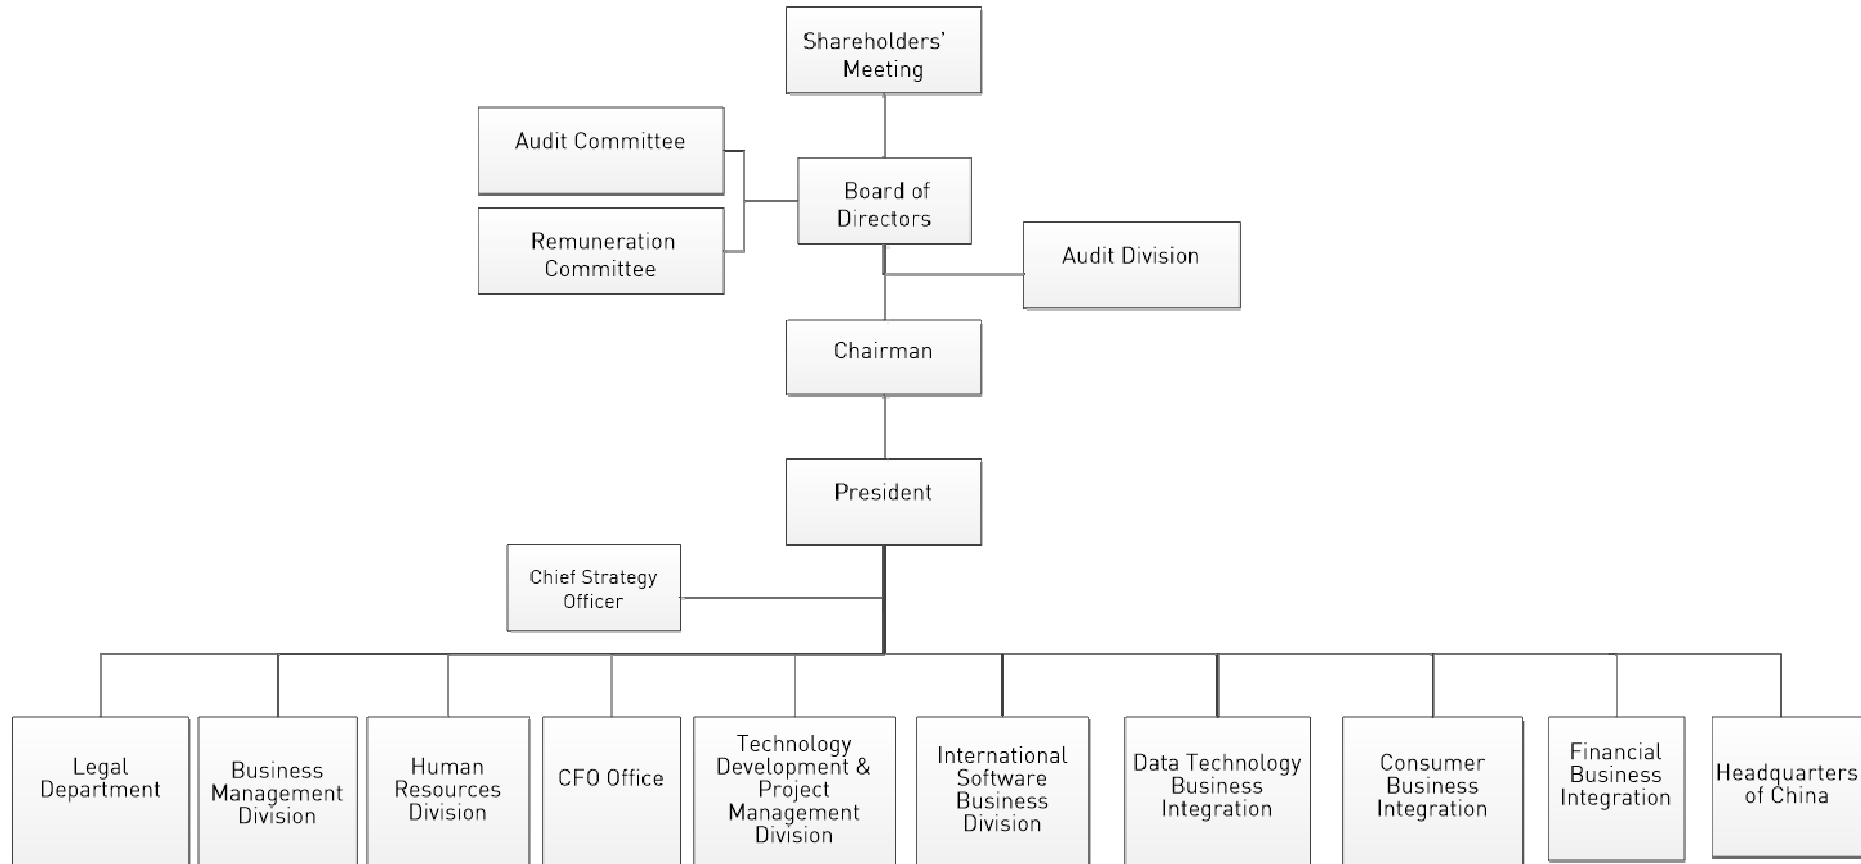 Shareholders'
Meeting
Audit Committee
Board of
Directors
Remuneration
Committee
Audit Division
Chairman
President
Chief Strategy
Officer
Legal
Department
Business
Management
Division
Human
Resources
Division
CFO Office
Technology
Development &
Project
Management
Division
International
Software
Business
Division
Data Technology
Business
Integration
Consumer
Business
Integration
Financial
Business
Integration
Headquarters
of China